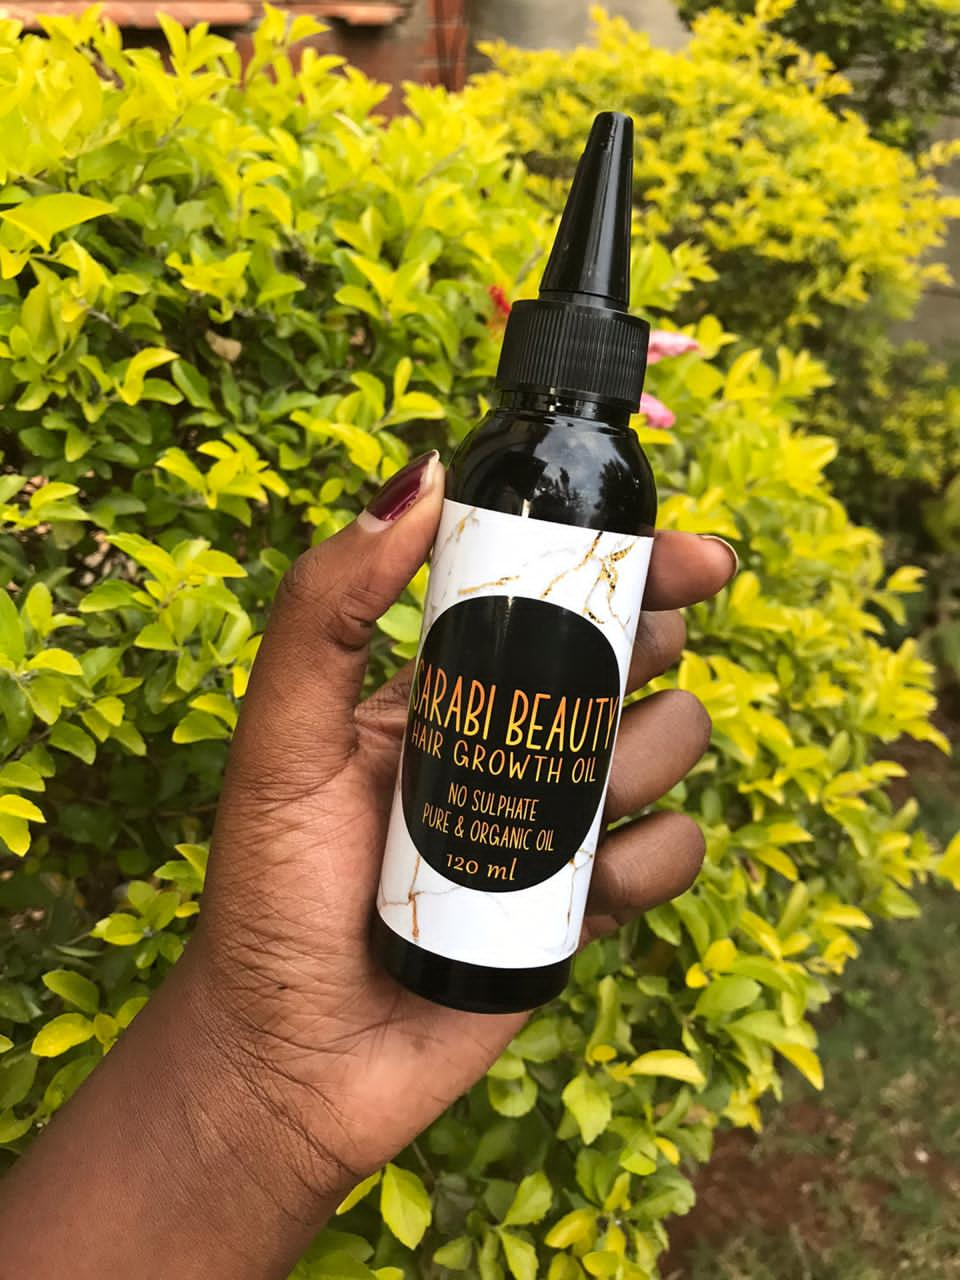 SARABI BEAUTY
HAIR GROWTH OIL
NO SULPHATE
PURE & ORGANIC OIL
120 ml